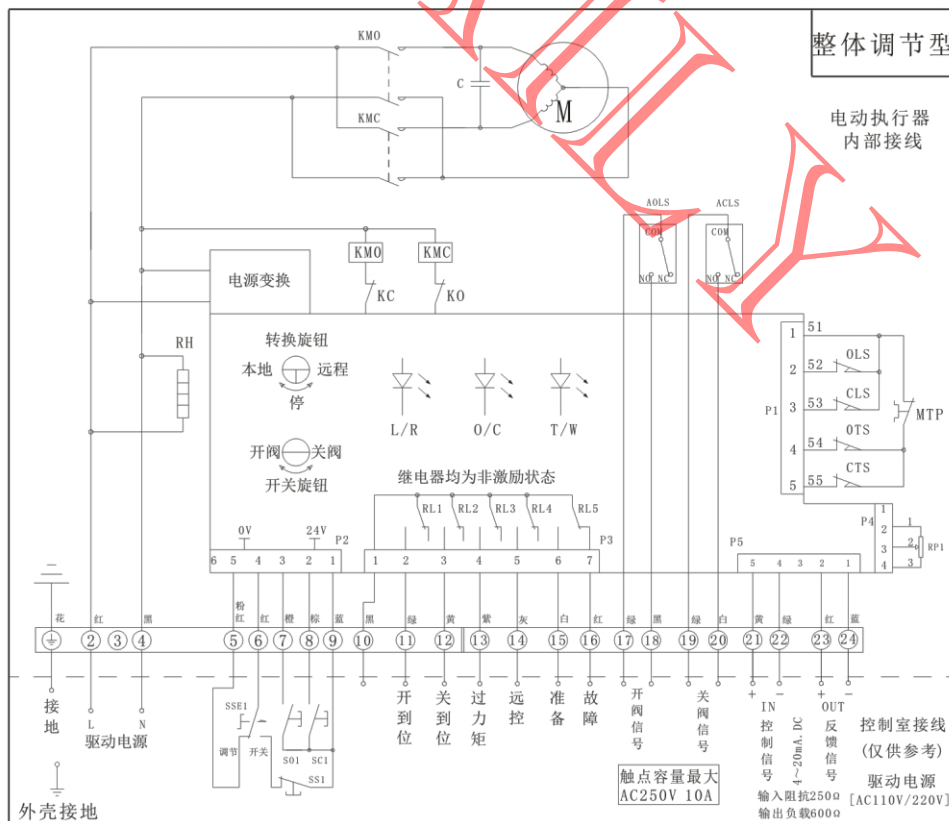 整体调节型
电动执行器
内部接线
KMO
C
M
KMC
AOLS
ACLS
COM
COM
NO NC
NO NC
KMO
KMC
KC
KO
电源变换
RH
转换旋钮
本地
远程
停
开阀
关阀
开关旋钮
L/R
O/C
T/W
继电器均为非激励状态
RL1
RL2
RL3
RL4
RL5
P1
1
51
2
52
OLS
3
53
CLS
MTP
4
54
OTS
5
55
CTS
P4
1
2
3
4
1
2
3
RP1
0V
24V
P2
6 5 4 3 2 1
P3
1 2 3 4 5 6 7
P5
5 4 3 2 1
花 红 黑 粉红 红 橙 棕 蓝 黑 绿 黄 紫 灰 白 红 绿 黑 绿 白 黄 绿 红 蓝
② ③ ④ ⑤ ⑥ ⑦ ⑧ ⑨ ⑩ ⑪ ⑫ ⑬ ⑭ ⑮ ⑯ ⑰ ⑱ ⑲ ⑳ ㉑ ㉒ ㉓ ㉔
接地
L
N
驱动电源
外壳接地
SSE1
调节
开关
SO1
SC1
SS1
开到位
关到位
过力矩
远控
准备
故障
开阀信号
关阀信号
触点容量最大
AC250V 10A
+ −
IN
控制信号
4~20mA.DC
+ −
OUT
反馈信号
输入阻抗250Ω
输出负载600Ω
控制室接线
(仅供参考)
驱动电源
[AC110V/220V]